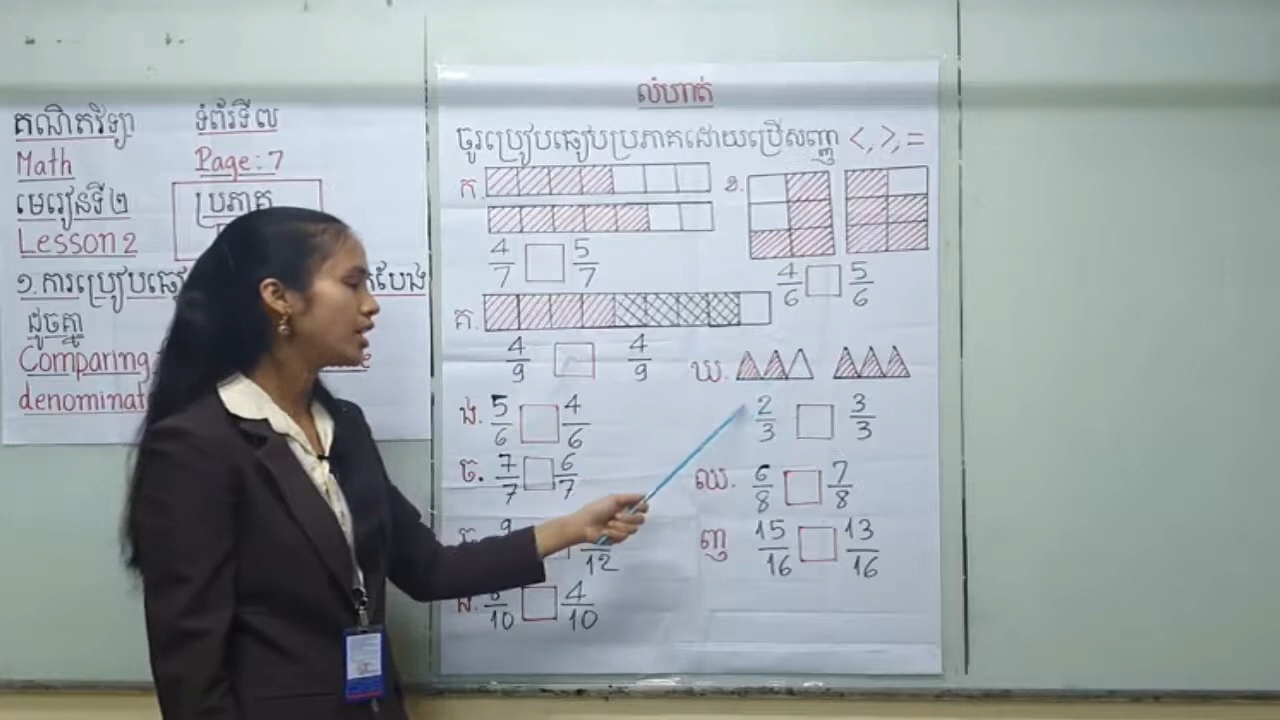 គណិតវិទ្យា
ទំព័រទី៧
Math
Page: 7
មេរៀនទី២
ប្រភាគ
Lesson 2
១.ការប្រៀបធៀប
ដូចគ្នា
Comparing
លំហាត់
ចូរប្រៀបធៀបប្រភាគដោយប្រើសញ្ញា <, >, =
ក.
4/7 □ 5/7
ខ.
4/6 □ 5/6
គ.
4/9 □ 4/9
ឃ.
2/3 □ 3/3
ង. 5/6 □ 4/6
ច. 7/7 □ 6/7
12
10 □ 4/10
ឈ. 6/8 □ 7/8
ញ 15/16 □ 13/16